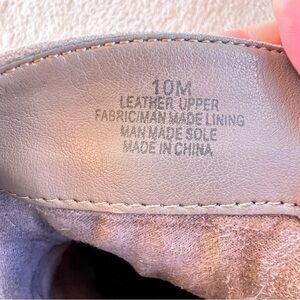 10M
LEATHER UPPER
FABRIC/MAN MADE LINING
MAN MADE SOLE
MADE IN CHINA